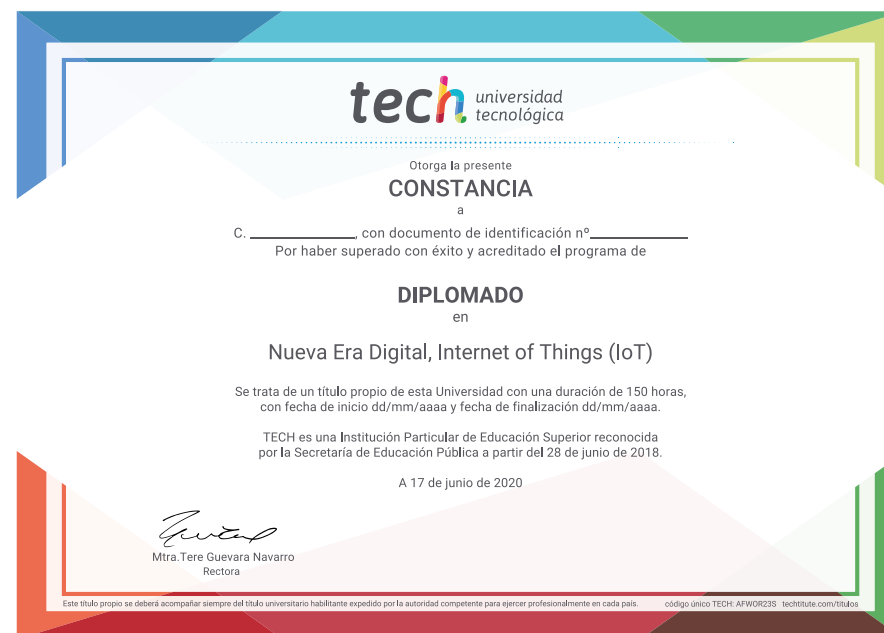 tech universidad
tecnológica
Otorga la presente
CONSTANCIA
a
C. ______________, con documento de identificación nº_____________
Por haber superado con éxito y acreditado el programa de
DIPLOMADO
en
Nueva Era Digital, Internet of Things (IoT)
Se trata de un título propio de esta Universidad con una duración de 150 horas,
con fecha de inicio dd/mm/aaaa y fecha de finalización dd/mm/aaaa.
TECH es una Institución Particular de Educación Superior reconocida
por la Secretaría de Educación Pública a partir del 28 de junio de 2018.
A 17 de junio de 2020
Mtra.Tere Guevara Navarro
Rectora
Este título propio se deberá acompañar siempre del título universitario habilitante expedido por la autoridad competente para ejercer profesionalmente en cada país. código único TECH: AFWOR23S techtitute.com/títulos